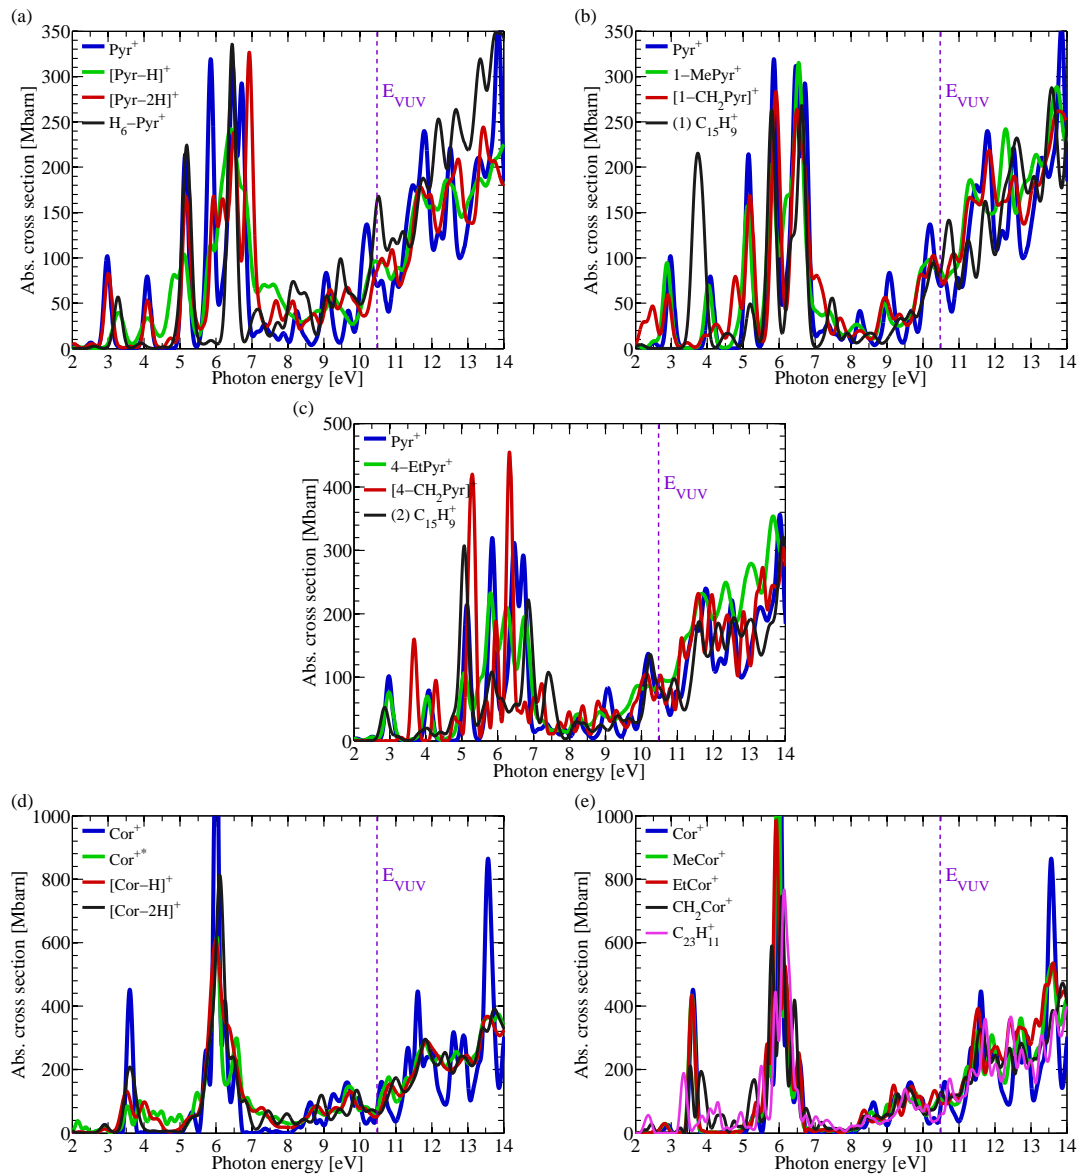 (a)
Abs. cross section [Mbarn]
350
300
250
200
150
100
50
0
Pyr+
[Pyr−H]+
[Pyr−2H]+
H6−Pyr+
EVUV
2 3 4 5 6 7 8 9 10 11 12 13 14
Photon energy [eV]
(b)
Abs. cross section [Mbarn]
350
300
250
200
150
100
50
0
Pyr+
1−MePyr+
[1−CH2Pyr]+
(1) C15H9+
EVUV
2 3 4 5 6 7 8 9 10 11 12 13 14
Photon energy [eV]
(c)
Abs. cross section [Mbarn]
500
400
300
200
100
0
Pyr+
4−EtPyr+
[4−CH2Pyr]
(2) C15H9+
EVUV
2 3 4 5 6 7 8 9 10 11 12 13 14
Photon energy [eV]
(d)
Abs. cross section [Mbarn]
1000
800
600
400
200
0
Cor+
Cor+*
[Cor−H]+
[Cor−2H]+
EVUV
2 3 4 5 6 7 8 9 10 11 12 13 14
Photon energy [eV]
(e)
Abs. cross section [Mbarn]
1000
800
600
400
200
0
Cor+
MeCor+
EtCor+
CH2Cor+
C23H11+
EVUV
2 3 4 5 6 7 8 9 10 11 12 13 14
Photon energy [eV]